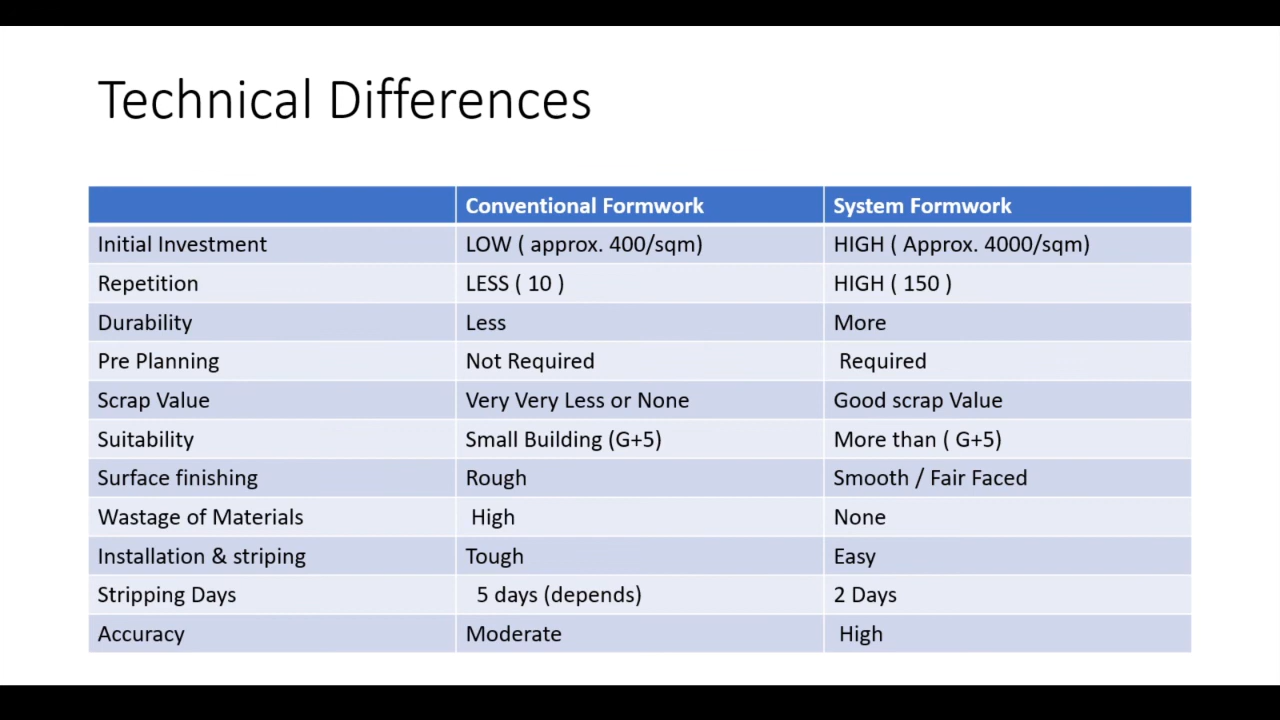 Technical Differences
Conventional Formwork System Formwork
Initial Investment LOW ( approx. 400/sqm) HIGH ( Approx. 4000/sqm)
Repetition LESS ( 10 ) HIGH ( 150 )
Durability Less More
Pre Planning Not Required Required
Scrap Value Very Very Less or None Good scrap Value
Suitability Small Building (G+5) More than ( G+5)
Surface finishing Rough Smooth / Fair Faced
Wastage of Materials High None
Installation & striping Tough Easy
Stripping Days 5 days (depends) 2 Days
Accuracy Moderate High